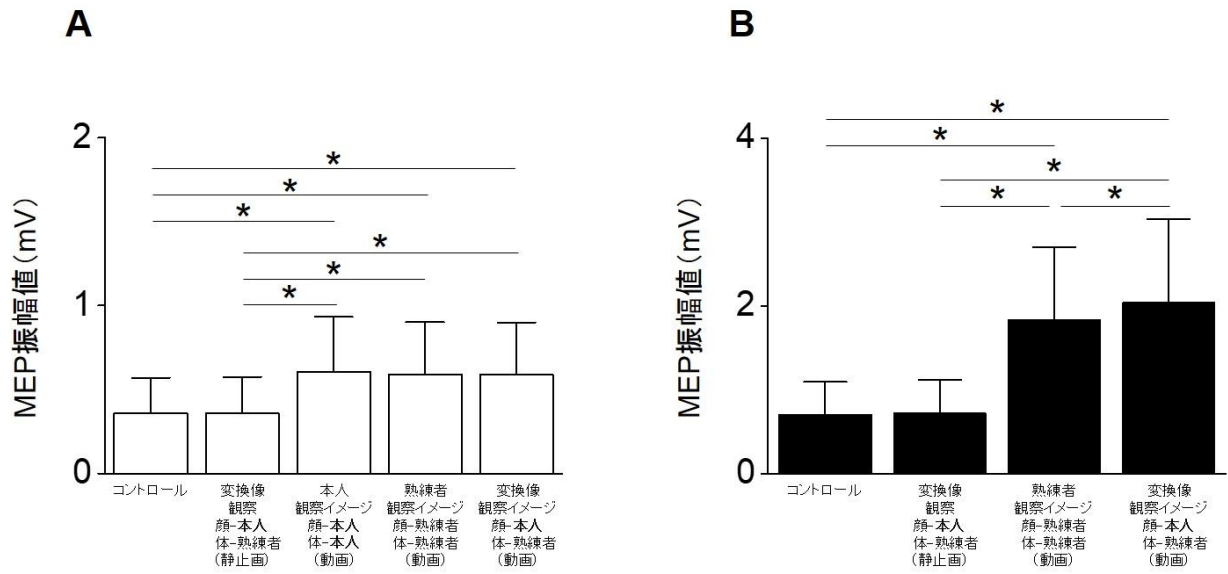 A
MEP振幅値(mV)
2
1
0
*
*
*
*
*
*
コントロール
変換像
観察
顔-本人
体-熟練者
(静止画)
本人
観察イメージ
顔-本人
体-本人
(動画)
熟練者
観察イメージ
顔-熟練者
体-熟練者
(動画)
変換像
観察イメージ
顔-本人
体-熟練者
(動画)
B
MEP振幅値(mV)
4
2
0
*
*
*
*
*
コントロール
変換像
観察
顔-本人
体-熟練者
(静止画)
熟練者
観察イメージ
顔-熟練者
体-熟練者
(動画)
変換像
観察イメージ
顔-本人
体-熟練者
(動画)